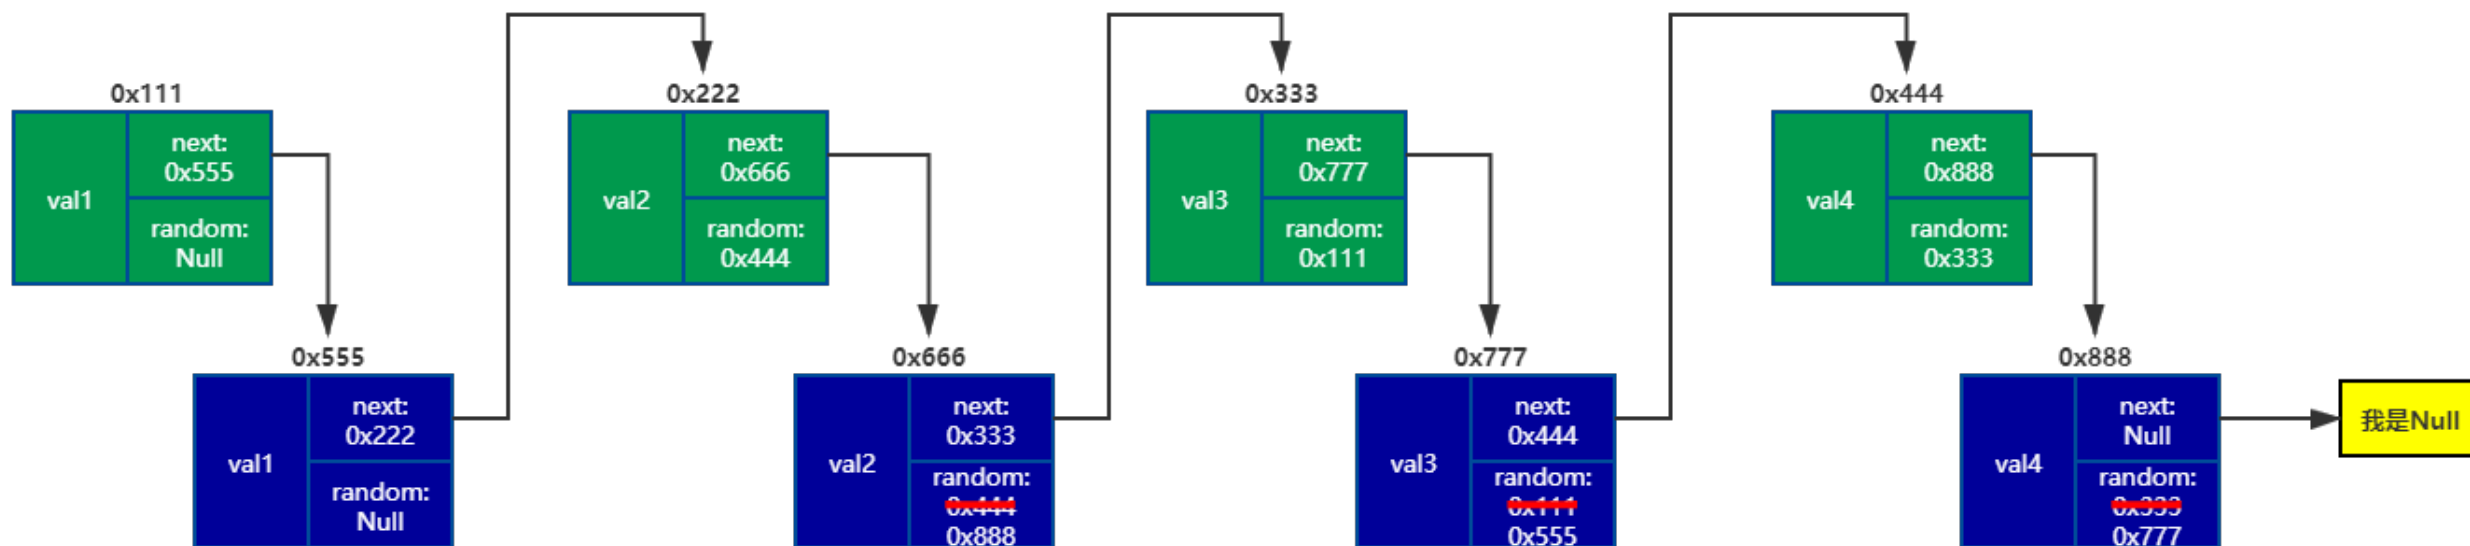 0x111
0x222
0x333
0x444
val1
next:
0x555
random:
Null
val2
next:
0x666
random:
0x444
val3
next:
0x777
random:
0x111
val4
next:
0x888
random:
0x333
0x555
0x666
0x777
0x888
val1
next:
0x222
random:
Null
val2
next:
0x333
random:
0x444
0x888
val3
next:
0x444
random:
0x111
0x555
val4
next:
Null
random:
0x333
0x777
我是Null